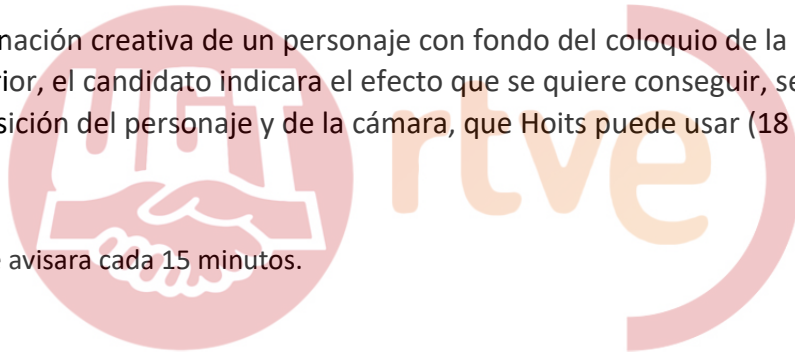 nación creativa de un personaje con fondo del coloquio de la
rior, el candidato indicara el efecto que se quiere conseguir, se
sición del personaje y de la cámara, que Hoits puede usar (18
UGT rtve
e avisara cada 15 minutos.